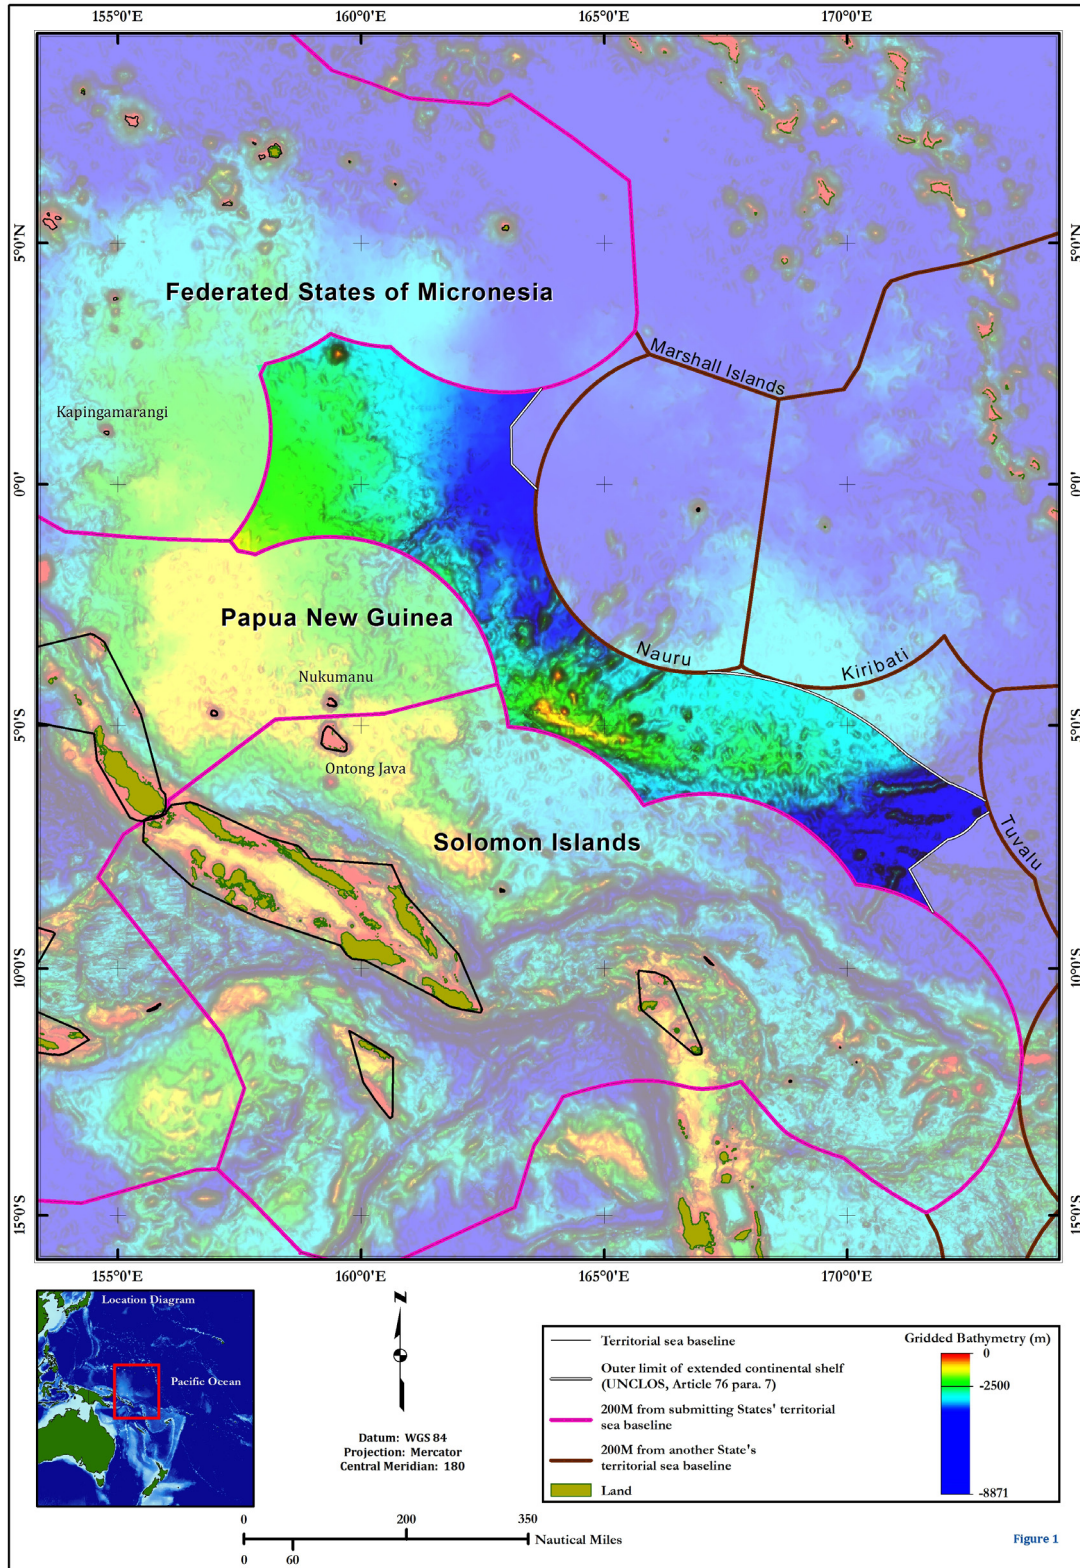 155°0'E 160°0'E 165°0'E 170°0'E
5°0'N 5°0'N
Federated States of Micronesia
Marshall Islands
Kapingamarangi
0°0' 0°0'
Papua New Guinea
Nauru
Kiribati
Nukumanu
5°0'S 5°0'S
Ontong Java
Solomon Islands
Tuvalu
10°0'S 10°0'S
15°0'S 15°0'S
155°0'E 160°0'E 165°0'E 170°0'E
Location Diagram
Pacific Ocean
Z
Datum: WGS 84
Projection: Mercator
Central Meridian: 180
Territorial sea baseline
Outer limit of extended continental shelf
(UNCLOS, Article 76 para. 7)
200M from submitting States' territorial
sea baseline
200M from another State's
territorial sea baseline
Land
Gridded Bathymetry (m)
0
-2500
-8871
0 200 350
Nautical Miles
0 60
Figure 1